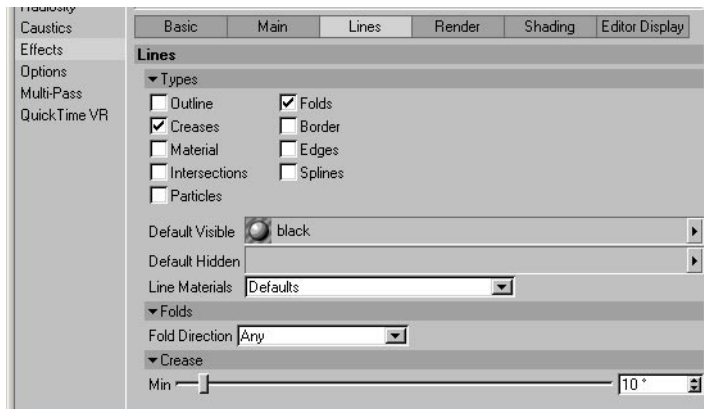 Radiosity
Caustics
Effects
Options
Multi-Pass
QuickTime VR
Basic Main Lines Render Shading Editor Display
Lines
Types
Outline Folds
Creases Border
Material Edges
Intersections Splines
Particles
Default Visible black
Default Hidden
Line Materials Defaults
Folds
Fold Direction Any
Crease
Min 10 °